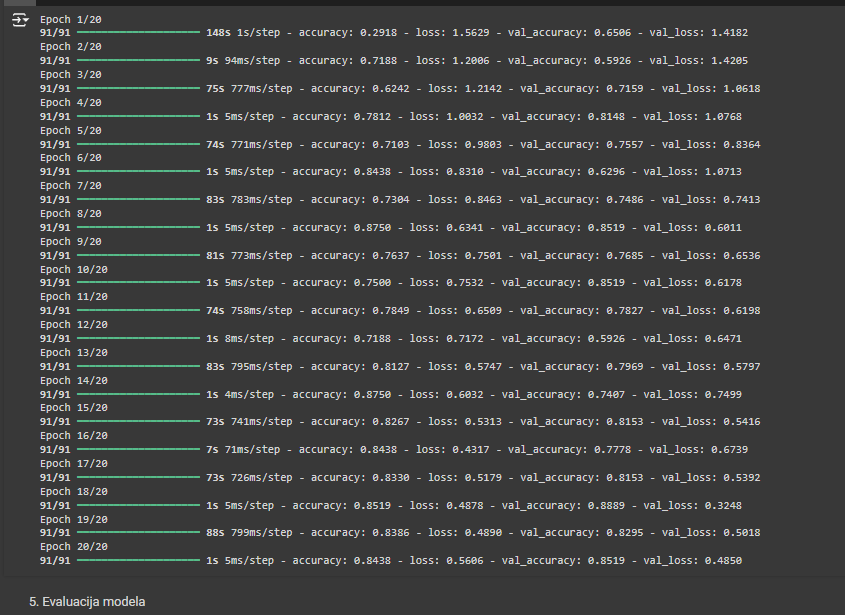 Epoch 1/20
91/91 148s 1s/step - accuracy: 0.2918 - loss: 1.5629 - val_accuracy: 0.6506 - val_loss: 1.4182
Epoch 2/20
91/91 9s 94ms/step - accuracy: 0.7188 - loss: 1.2006 - val_accuracy: 0.5926 - val_loss: 1.4205
Epoch 3/20
91/91 75s 777ms/step - accuracy: 0.6242 - loss: 1.2142 - val_accuracy: 0.7159 - val_loss: 1.0618
Epoch 4/20
91/91 1s 5ms/step - accuracy: 0.7812 - loss: 1.0032 - val_accuracy: 0.8148 - val_loss: 1.0768
Epoch 5/20
91/91 74s 771ms/step - accuracy: 0.7103 - loss: 0.9803 - val_accuracy: 0.7557 - val_loss: 0.8364
Epoch 6/20
91/91 1s 5ms/step - accuracy: 0.8438 - loss: 0.8310 - val_accuracy: 0.6296 - val_loss: 1.0713
Epoch 7/20
91/91 83s 783ms/step - accuracy: 0.7304 - loss: 0.8463 - val_accuracy: 0.7486 - val_loss: 0.7413
Epoch 8/20
91/91 1s 5ms/step - accuracy: 0.8750 - loss: 0.6341 - val_accuracy: 0.8519 - val_loss: 0.6011
Epoch 9/20
91/91 81s 773ms/step - accuracy: 0.7637 - loss: 0.7501 - val_accuracy: 0.7685 - val_loss: 0.6536
Epoch 10/20
91/91 1s 5ms/step - accuracy: 0.7500 - loss: 0.7532 - val_accuracy: 0.8519 - val_loss: 0.6178
Epoch 11/20
91/91 74s 758ms/step - accuracy: 0.7849 - loss: 0.6509 - val_accuracy: 0.7827 - val_loss: 0.6198
Epoch 12/20
91/91 1s 8ms/step - accuracy: 0.7188 - loss: 0.7172 - val_accuracy: 0.5926 - val_loss: 0.6471
Epoch 13/20
91/91 83s 795ms/step - accuracy: 0.8127 - loss: 0.5747 - val_accuracy: 0.7969 - val_loss: 0.5797
Epoch 14/20
91/91 1s 4ms/step - accuracy: 0.8750 - loss: 0.6032 - val_accuracy: 0.7407 - val_loss: 0.7499
Epoch 15/20
91/91 73s 741ms/step - accuracy: 0.8267 - loss: 0.5313 - val_accuracy: 0.8153 - val_loss: 0.5416
Epoch 16/20
91/91 7s 71ms/step - accuracy: 0.8438 - loss: 0.4317 - val_accuracy: 0.7778 - val_loss: 0.6739
Epoch 17/20
91/91 73s 726ms/step - accuracy: 0.8330 - loss: 0.5179 - val_accuracy: 0.8153 - val_loss: 0.5392
Epoch 18/20
91/91 1s 5ms/step - accuracy: 0.8519 - loss: 0.4878 - val_accuracy: 0.8889 - val_loss: 0.3248
Epoch 19/20
91/91 88s 799ms/step - accuracy: 0.8386 - loss: 0.4890 - val_accuracy: 0.8295 - val_loss: 0.5018
Epoch 20/20
91/91 1s 5ms/step - accuracy: 0.8438 - loss: 0.5606 - val_accuracy: 0.8519 - val_loss: 0.4850
5. Evaluacija modela